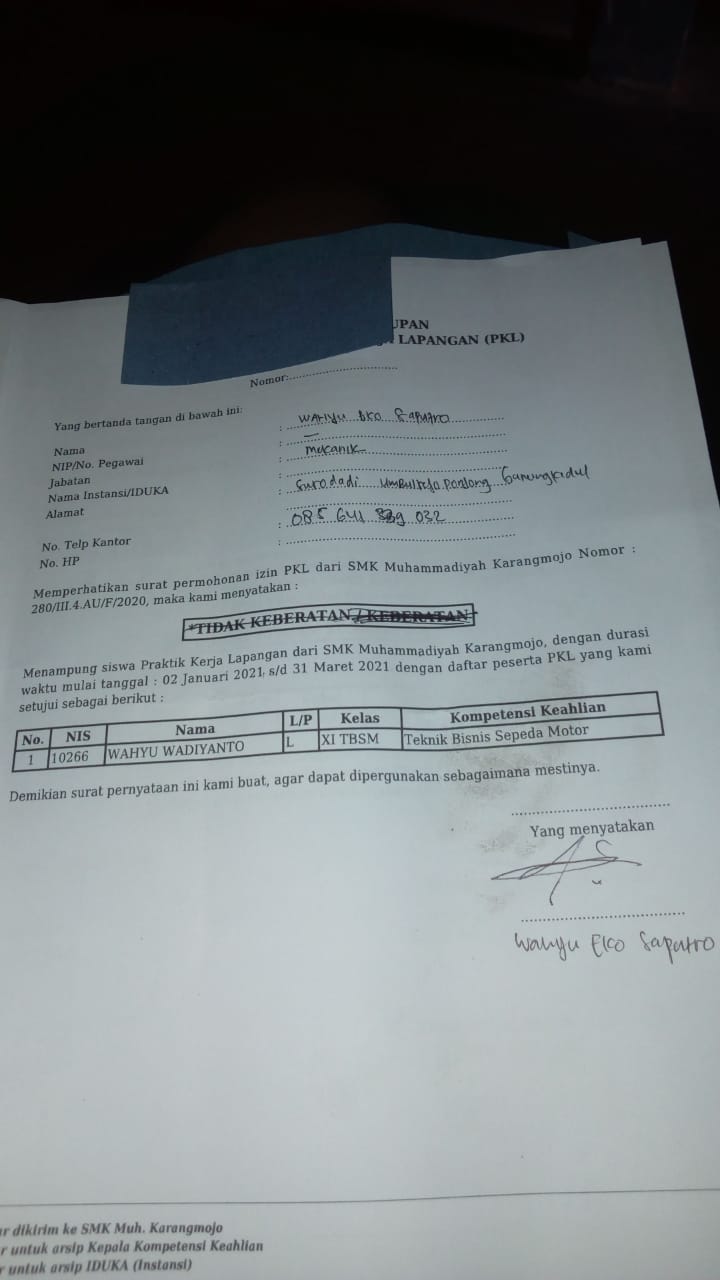 UPAN
LAPANGAN (PKL)
Nomor:..............................
Yang bertanda tangan di bawah ini:
Nama : Wahyu Eko Saputro
NIP/No. Pegawai : —
Jabatan : Mekanik
Nama Instansi/IDUKA :
Alamat : Surodadi Umbulrejo Ponjong Gunungkidul
No. Telp Kantor : 085 641
No. HP :
Memperhatikan surat permohonan izin PKL dari SMK Muhammadiyah Karangmojo Nomor :
280/III.4.AU/F/2020, maka kami menyatakan :
*TIDAK KEBERATAN / KEBERATAN
Menampung siswa Praktik Kerja Lapangan dari SMK Muhammadiyah Karangmojo, dengan durasi
waktu mulai tanggal : 02 Januari 2021 s/d 31 Maret 2021 dengan daftar peserta PKL yang kami
setujui sebagai berikut :
No. NIS Nama L/P Kelas Kompetensi Keahlian
1 10266 WAHYU WADIYANTO L XI TBSM Teknik Bisnis Sepeda Motor
Demikian surat pernyataan ini kami buat, agar dapat dipergunakan sebagaimana mestinya.
Yang menyatakan
Wahyu Eko Saputro
dikirim ke SMK Muh. Karangmojo
untuk arsip Kepala Kompetensi Keahlian
untuk arsip IDUKA (Instansi)